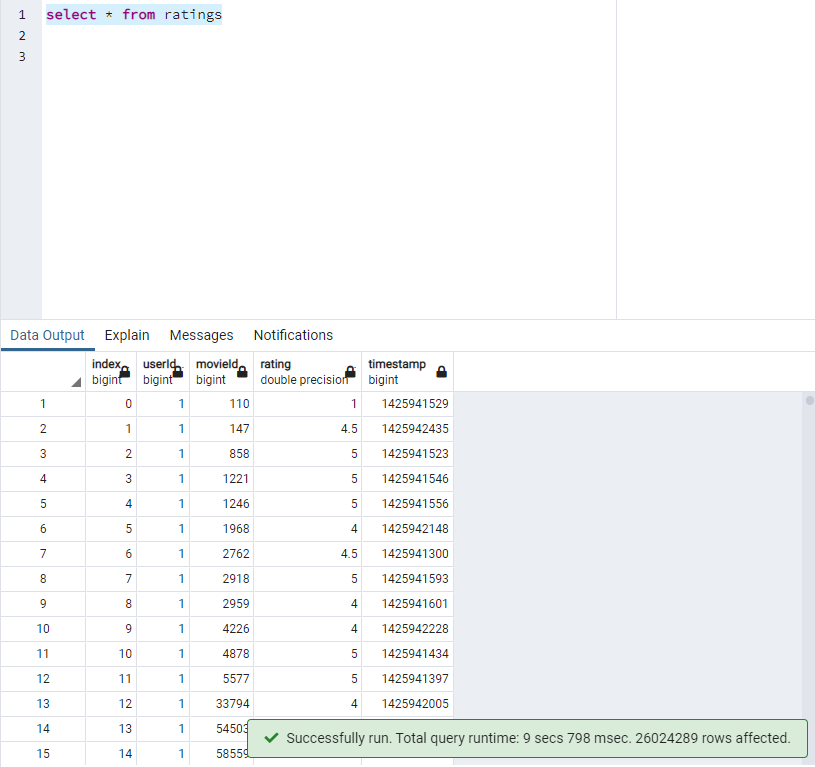 1 select * from ratings
2
3
Data Output Explain Messages Notifications
index userId movieId rating timestamp
bigint bigint bigint double precision bigint
1 0 1 110 1 1425941529
2 1 1 147 4.5 1425942435
3 2 1 858 5 1425941523
4 3 1 1221 5 1425941546
5 4 1 1246 5 1425941556
6 5 1 1968 4 1425942148
7 6 1 2762 4.5 1425941300
8 7 1 2918 5 1425941593
9 8 1 2959 4 1425941601
10 9 1 4226 4 1425942228
11 10 1 4878 5 1425941434
12 11 1 5577 5 1425941397
13 12 1 33794 4 1425942005
14 13 1 54503
15 14 1 58559
Successfully run. Total query runtime: 9 secs 798 msec. 26024289 rows affected.